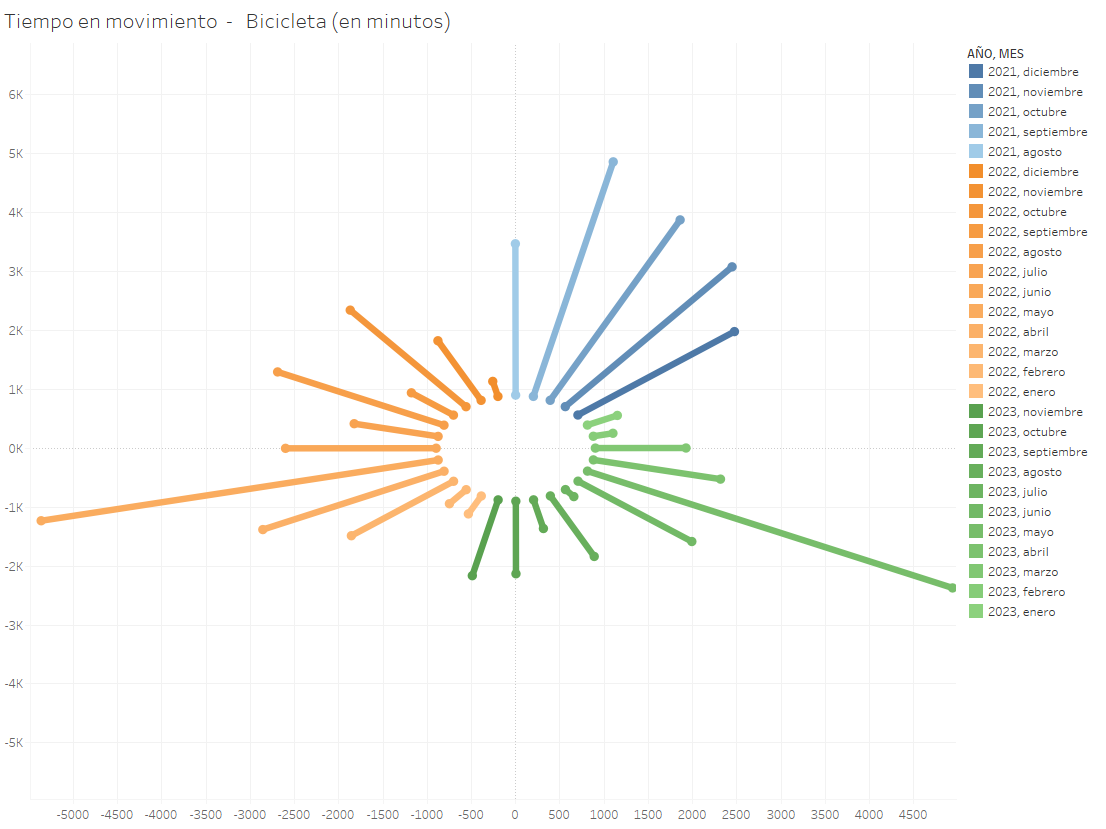 Tiempo en movimiento - Bicicleta (en minutos)
AÑO, MES
2021, diciembre
2021, noviembre
2021, octubre
2021, septiembre
2021, agosto
2022, diciembre
2022, noviembre
2022, octubre
2022, septiembre
2022, agosto
2022, julio
2022, junio
2022, mayo
2022, abril
2022, marzo
2022, febrero
2022, enero
2023, noviembre
2023, octubre
2023, septiembre
2023, agosto
2023, julio
2023, junio
2023, mayo
2023, abril
2023, marzo
2023, febrero
2023, enero
6K
5K
4K
3K
2K
1K
0K
-1K
-2K
-3K
-4K
-5K
-5000 -4500 -4000 -3500 -3000 -2500 -2000 -1500 -1000 -500 0 500 1000 1500 2000 2500 3000 3500 4000 4500